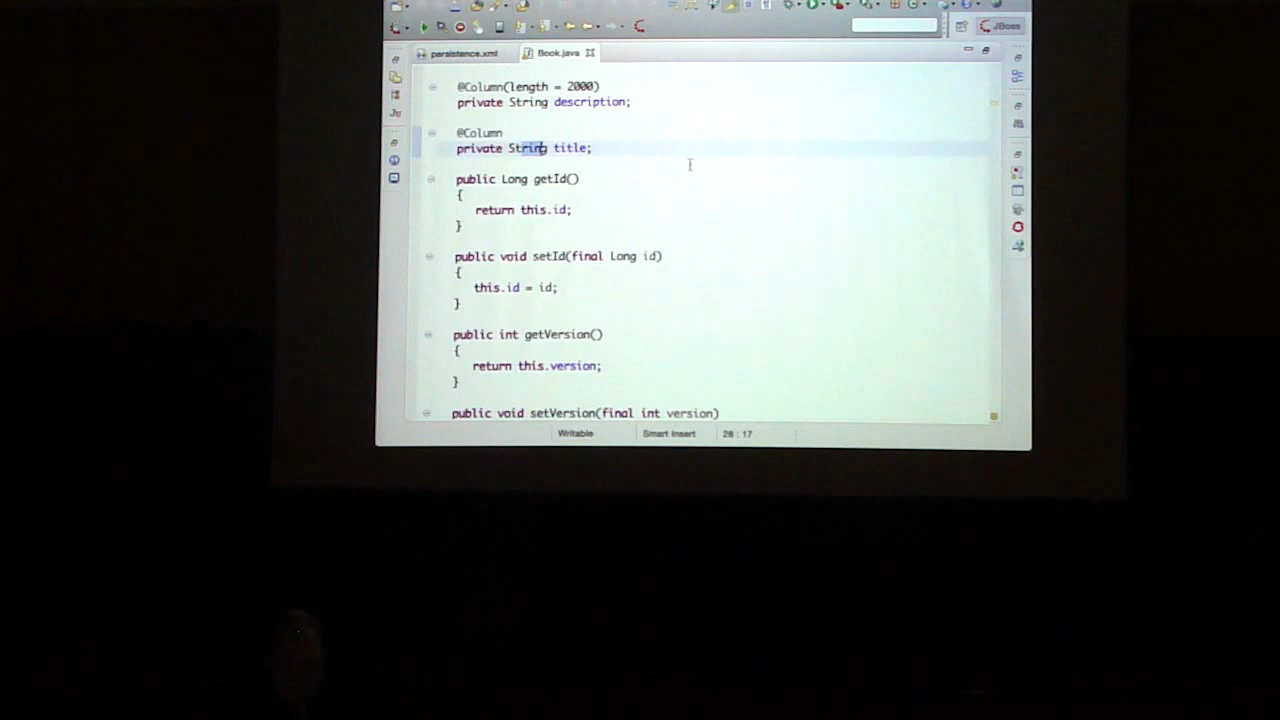 JBoss
persistence.xml
Book.java
@Column(length = 2000)
private String description;
@Column
private String title;
public Long getId()
{
return this.id;
}
public void setId(final Long id)
{
this.id = id;
}
public int getVersion()
{
return this.version;
}
public void setVersion(final int version)
Writable
Smart Insert
28 : 17